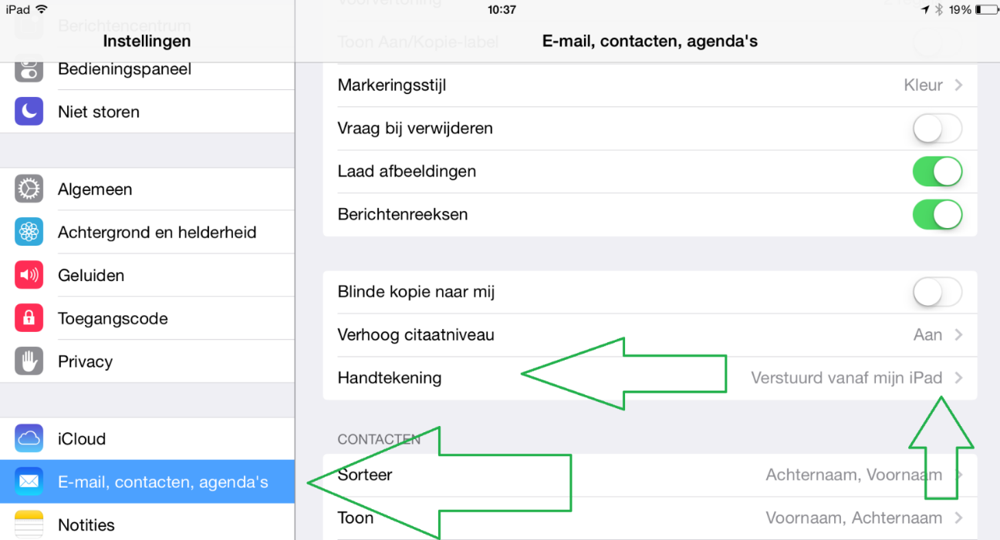 iPad
10:37
19%
Instellingen
Berichtencentrum
Bedieningspaneel
Niet storen
Algemeen
Achtergrond en helderheid
Geluiden
Toegangscode
Privacy
iCloud
E-mail, contacten, agenda's
Notities
E-mail, contacten, agenda's
Voorvertoning
Toon Aan/Kopie-label
Markeringsstijl Kleur
Vraag bij verwijderen
Laad afbeeldingen
Berichtenreeksen
Blinde kopie naar mij
Verhoog citaatniveau Aan
Handtekening Verstuurd vanaf mijn iPad
CONTACTEN
Sorteer Achternaam, Voornaam
Toon Voornaam, Achternaam